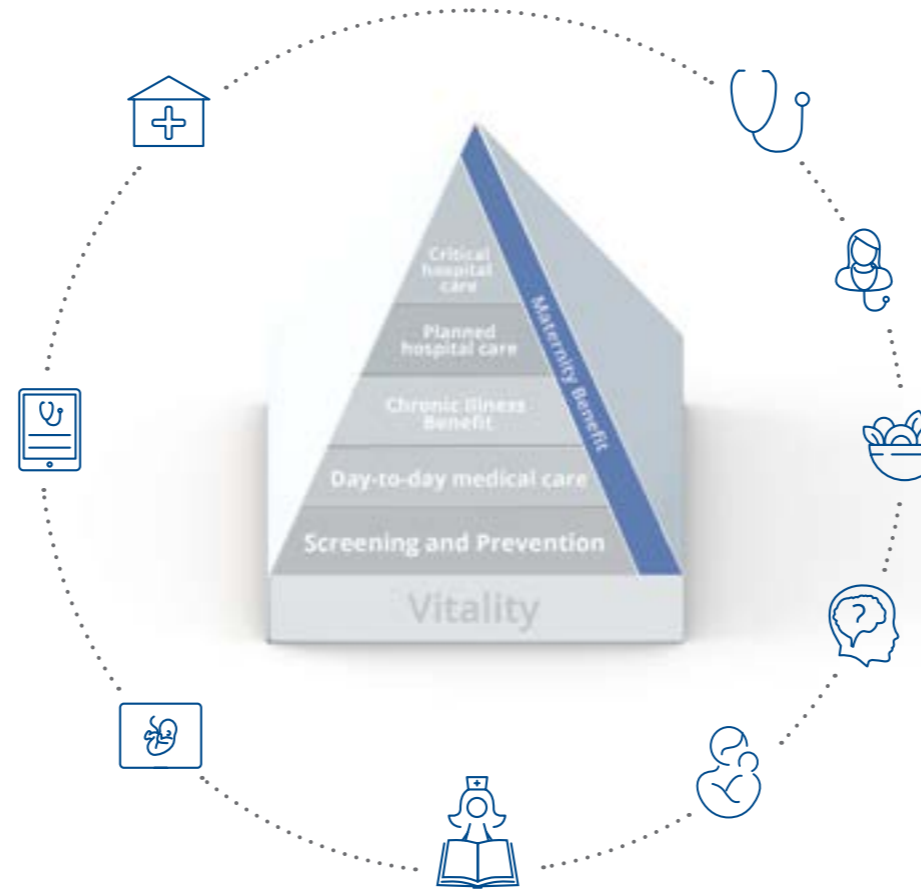 Critical
hospital
care
Planned
hospital care
Chronic Illness
Benefit
Day-to-day medical care
Screening and Prevention
Maternity Benefit
Vitality
?